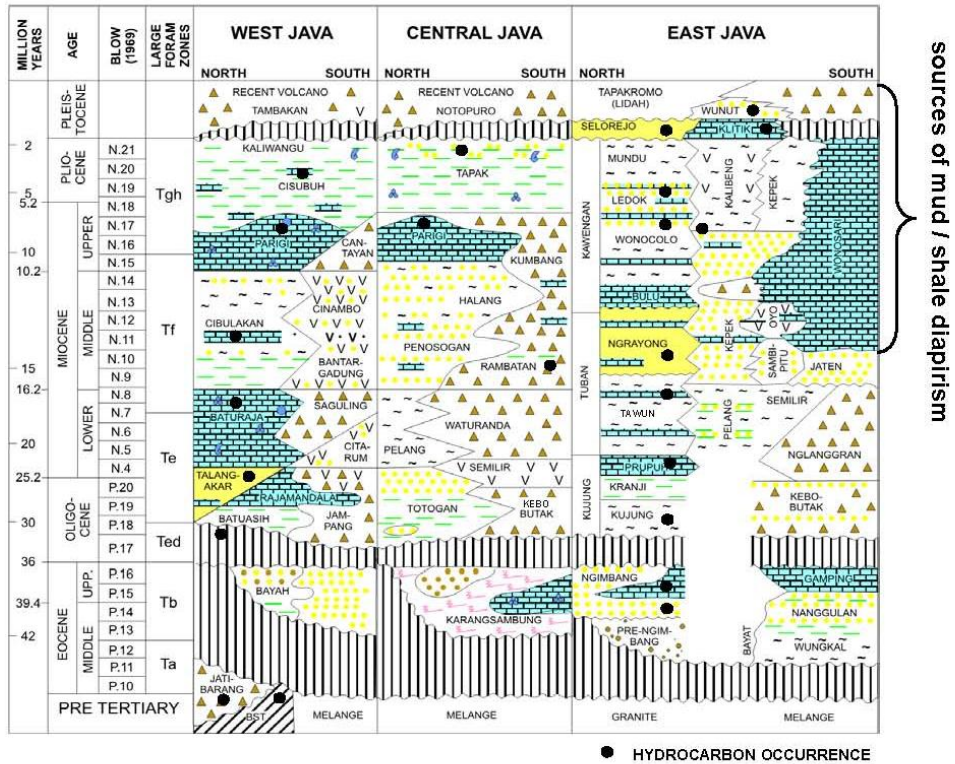 WEST JAVA
CENTRAL JAVA
EAST JAVA
MILLION YEARS
AGE
BLOW (1969)
LARGE FORAM ZONES
NORTH SOUTH
NORTH SOUTH
NORTH SOUTH
PLEIS-
TOCENE
PLIO-
CENE
MIOCENE
UPPER
MIDDLE
LOWER
OLIGO-
CENE
EOCENE
UPP.
MIDDLE
PRE TERTIARY
2
5
5.2
10
10.2
15
16.2
20
25.2
30
36
39.4
42
N.21
N.20
N.19
N.18
N.17
N.16
N.15
N.14
N.13
N.12
N.11
N.10
N.9
N.8
N.7
N.6
N.5
N.4
P.20
P.19
P.18
P.17
P.16
P.15
P.14
P.13
P.12
P.11
P.10
Tgh
Tf
Te
Ted
Tb
Ta
RECENT VOLCANO
TAMBAKAN
KALIWANGU
CISUBUH
PARIGI
CAN-
TAYAN
CINAMBO
CIBULAKAN
BANTAR-
GADUNG
SAGULING
BATURAJA
CITA-
RUM
TALANG-
AKAR
RAJAMANDALA
BATUASIH
JAM-
PANG
BAYAH
JATI-
BARANG
BST
MELANGE
RECENT VOLCANO
NOTOPURO
TAPAK
PARIGI
KUMBANG
HALANG
PENOSOGAN
RAMBATAN
WATURANDA
PELANG
SEMILIR
TOTOGAN
KEBO
BUTAK
KARANGSAMBUNG
MELANGE
TAPAKROMO
(LIDAH)
WUNUT
SELOREJO
KLITIK
MUNDU
LEDOK
WONOCOLO
KAWENGAN
KALIBENG
KEPEK
WONOSARI
BULU
NGRAYONG
KEPEK
OYO
SAMBI-
PITU
JATEN
TUBAN
TAWUN
PELANG
SEMILIR
NGLANGGRAN
PRUPUH
KRANJI
KUJUNG
KUJUNG
KEBO-
BUTAK
NGIMBANG
GAMPING
NANGGULAN
PRE-NGIM-
BANG
BAYAT
WUNGKAL
GRANITE
MELANGE
sources of mud / shale diapirism
HYDROCARBON OCCURRENCE